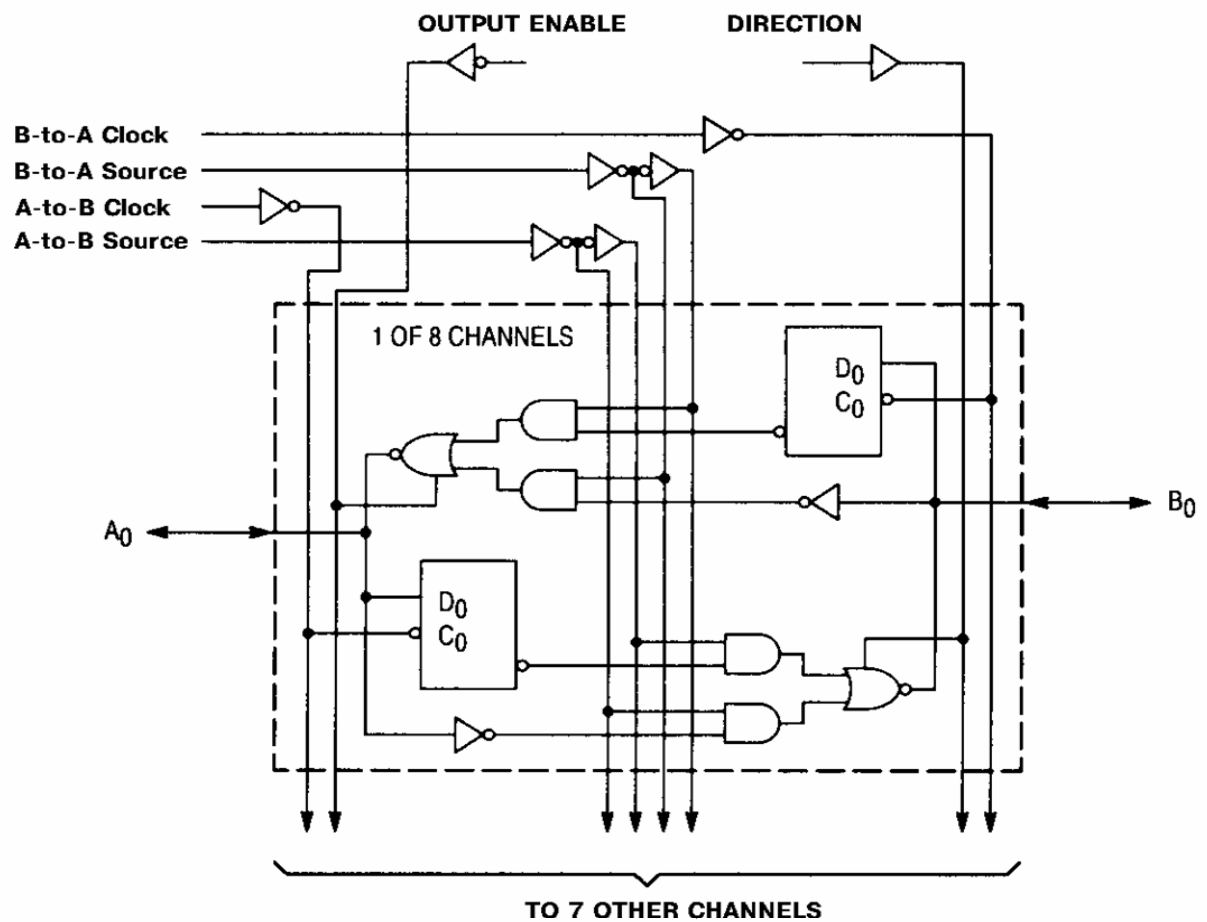 OUTPUT ENABLE
DIRECTION
B-to-A Clock
B-to-A Source
A-to-B Clock
A-to-B Source
1 OF 8 CHANNELS
D0
C0
A0
B0
D0
C0
TO 7 OTHER CHANNELS